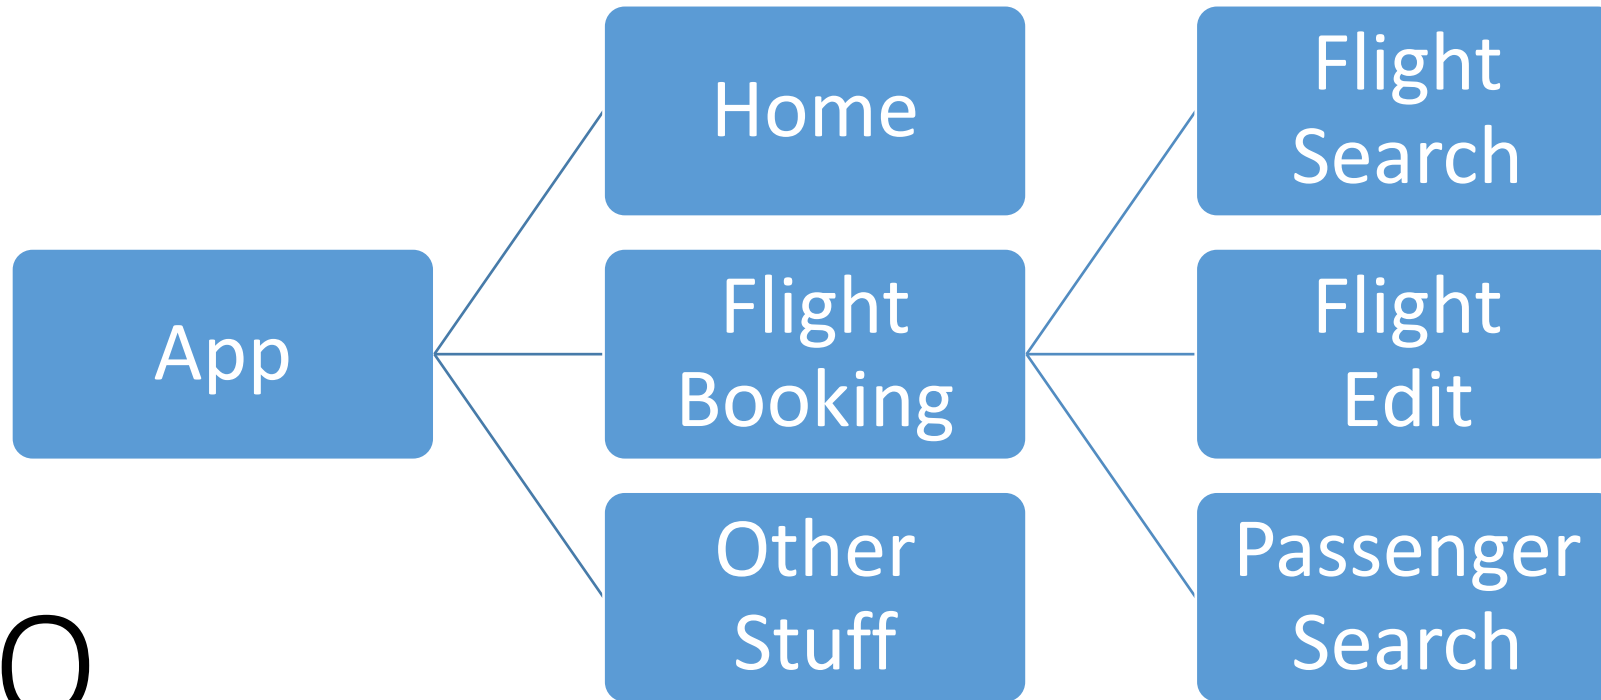 App
Home
Flight
Booking
Other
Stuff
Flight
Search
Flight
Edit
Passenger
Search
O